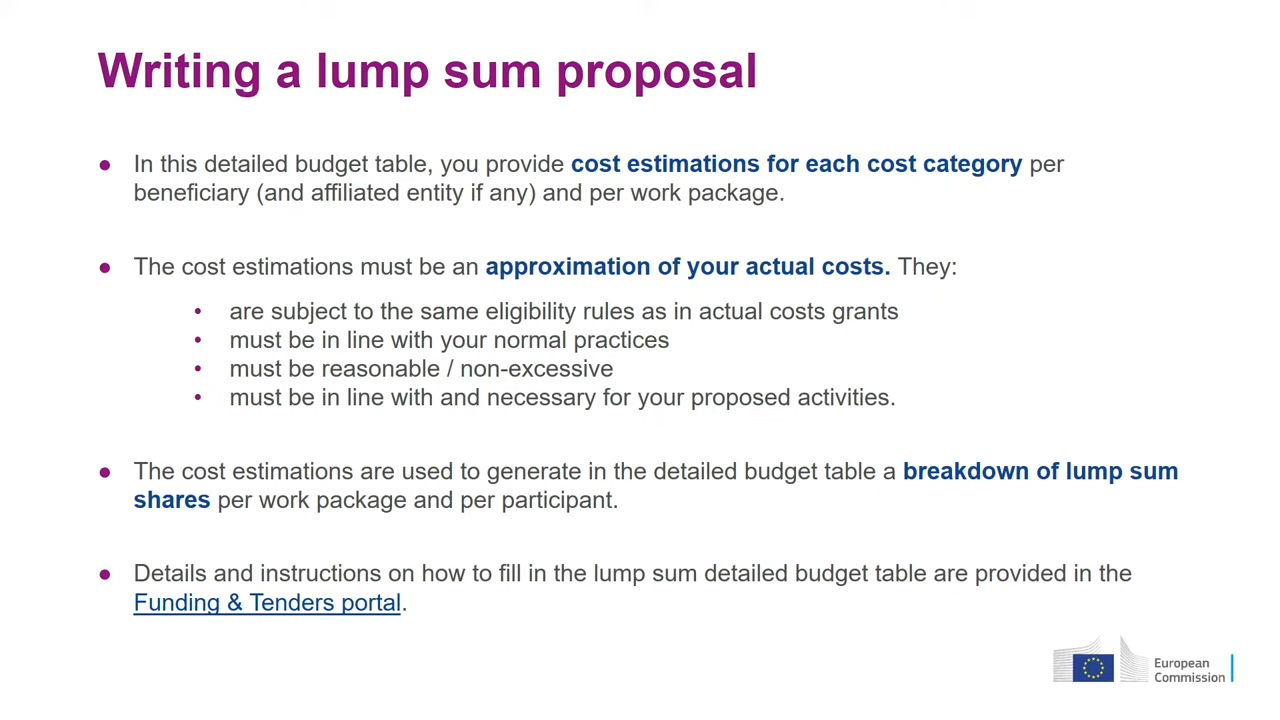 Writing a lump sum proposal
● In this detailed budget table, you provide cost estimations for each cost category per
beneficiary (and affiliated entity if any) and per work package.
● The cost estimations must be an approximation of your actual costs. They:
• are subject to the same eligibility rules as in actual costs grants
• must be in line with your normal practices
• must be reasonable / non-excessive
• must be in line with and necessary for your proposed activities.
● The cost estimations are used to generate in the detailed budget table a breakdown of lump sum
shares per work package and per participant.
● Details and instructions on how to fill in the lump sum detailed budget table are provided in the
Funding & Tenders portal.
European
Commission